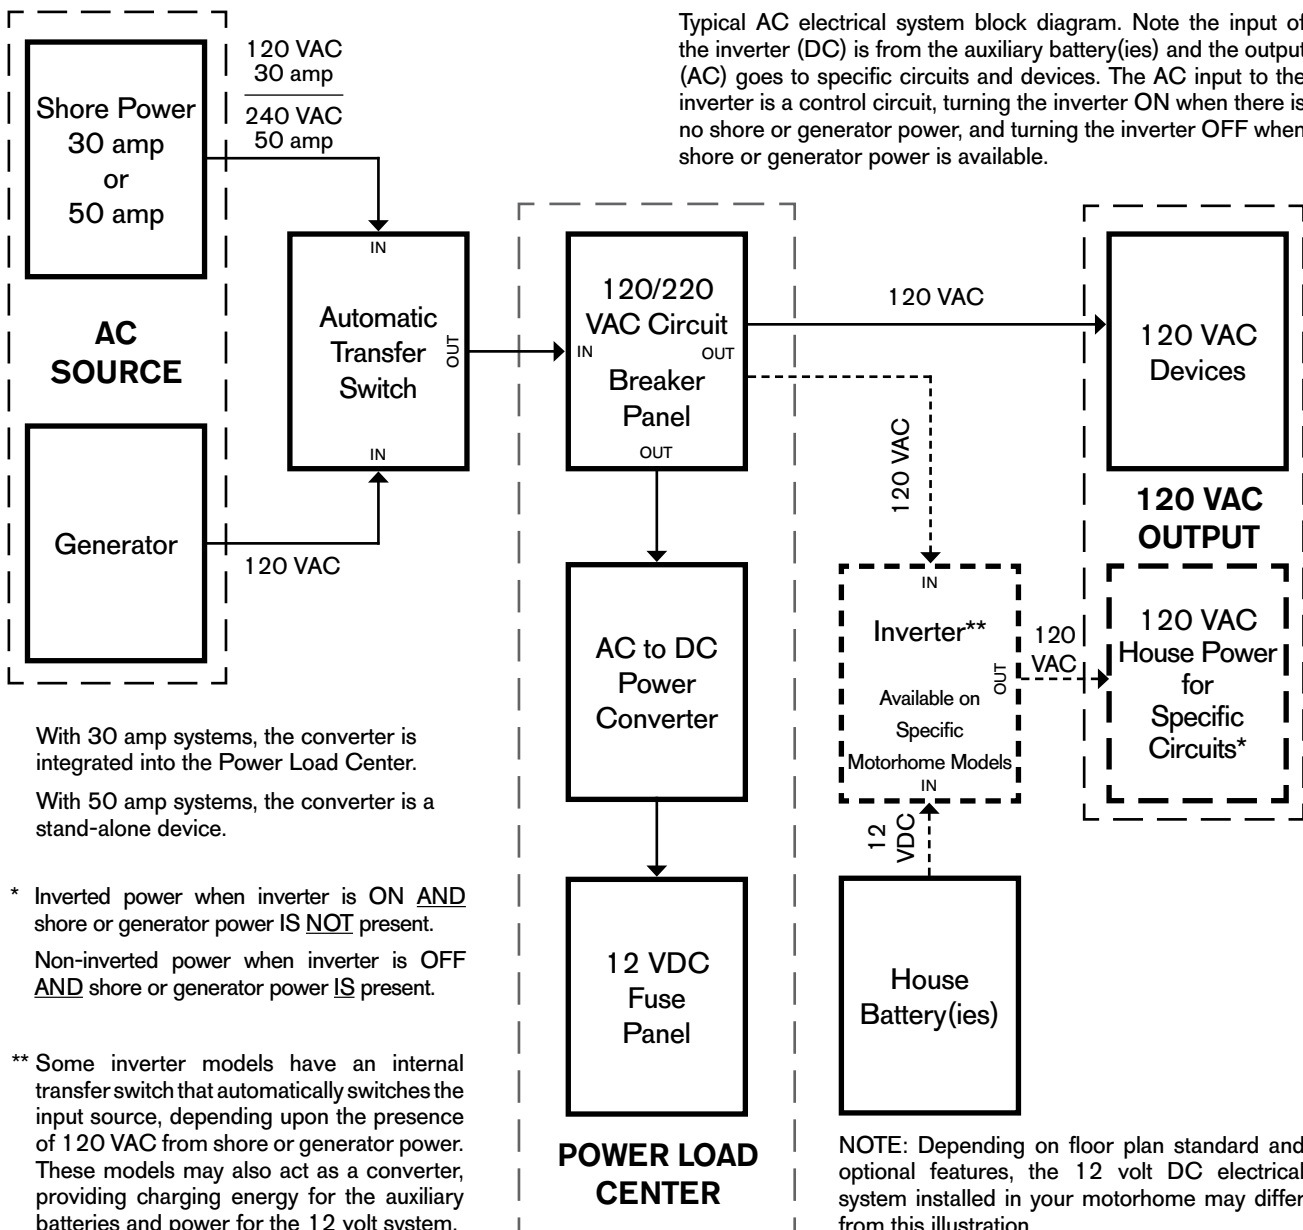 Typical AC electrical system block diagram. Note the input of
the inverter (DC) is from the auxiliary battery(ies) and the output
(AC) goes to specific circuits and devices. The AC input to the
inverter is a control circuit, turning the inverter ON when there is
no shore or generator power, and turning the inverter OFF when
shore or generator power is available.
Shore Power
30 amp
or
50 amp
120 VAC
30 amp
240 VAC
50 amp
AC
SOURCE
Generator
120 VAC
IN
Automatic
Transfer
Switch
OUT
IN
120/220
VAC Circuit
IN
OUT
Breaker
Panel
OUT
120 VAC
120 VAC
Devices
120 VAC
120 VAC
OUTPUT
AC to DC
Power
Converter
IN
Inverter**
OUT
Available on
Specific
Motorhome Models
IN
120
VAC
120 VAC
House Power
for
Specific
Circuits*
12
VDC
12 VDC
Fuse
Panel
House
Battery(ies)
POWER LOAD
CENTER
With 30 amp systems, the converter is
integrated into the Power Load Center.
With 50 amp systems, the converter is a
stand-alone device.
* Inverted power when inverter is ON AND
shore or generator power IS NOT present.
Non-inverted power when inverter is OFF
AND shore or generator power IS present.
** Some inverter models have an internal
transfer switch that automatically switches the
input source, depending upon the presence
of 120 VAC from shore or generator power.
These models may also act as a converter,
providing charging energy for the auxiliary
batteries and power for the 12 volt system.
NOTE: Depending on floor plan standard and
optional features, the 12 volt DC electrical
system installed in your motorhome may differ
from this illustration.